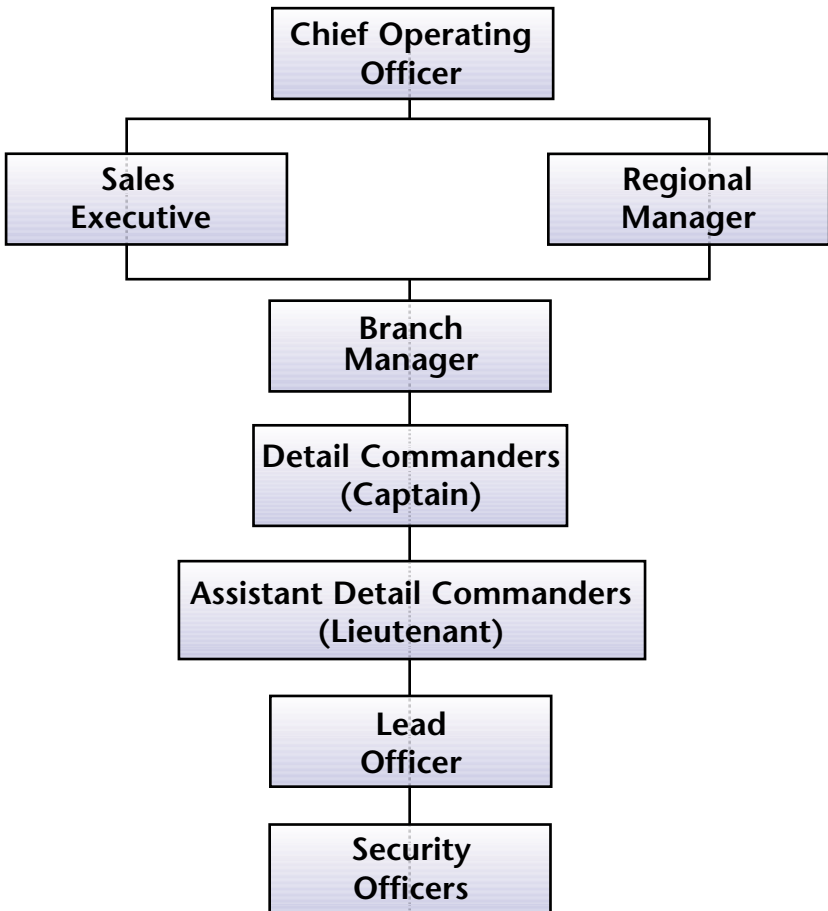 Chief Operating
Officer
Sales
Executive
Regional
Manager
Branch
Manager
Detail Commanders
(Captain)
Assistant Detail Commanders
(Lieutenant)
Lead
Officer
Security
Officers